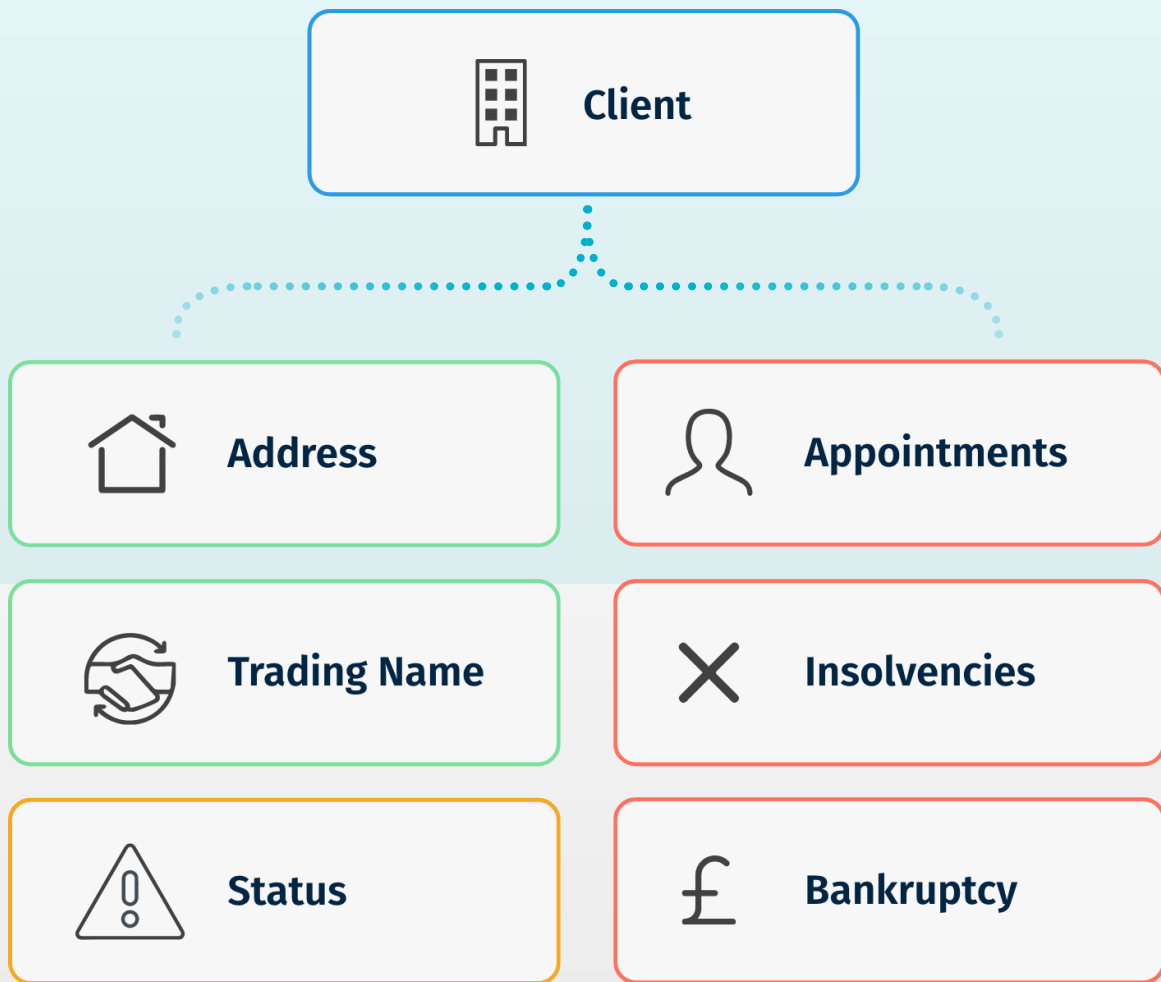 Client
Address
Appointments
Trading Name
Insolvencies
Status
Bankruptcy